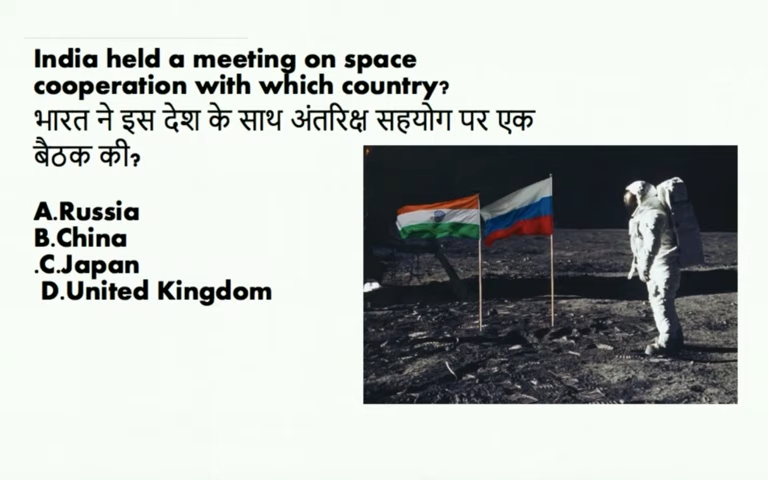 India held a meeting on space
cooperation with which country?
भारत ने इस देश के साथ अंतरिक्ष सहयोग पर एक
बैठक की?
A.Russia
B.China
.C.Japan
D.United Kingdom